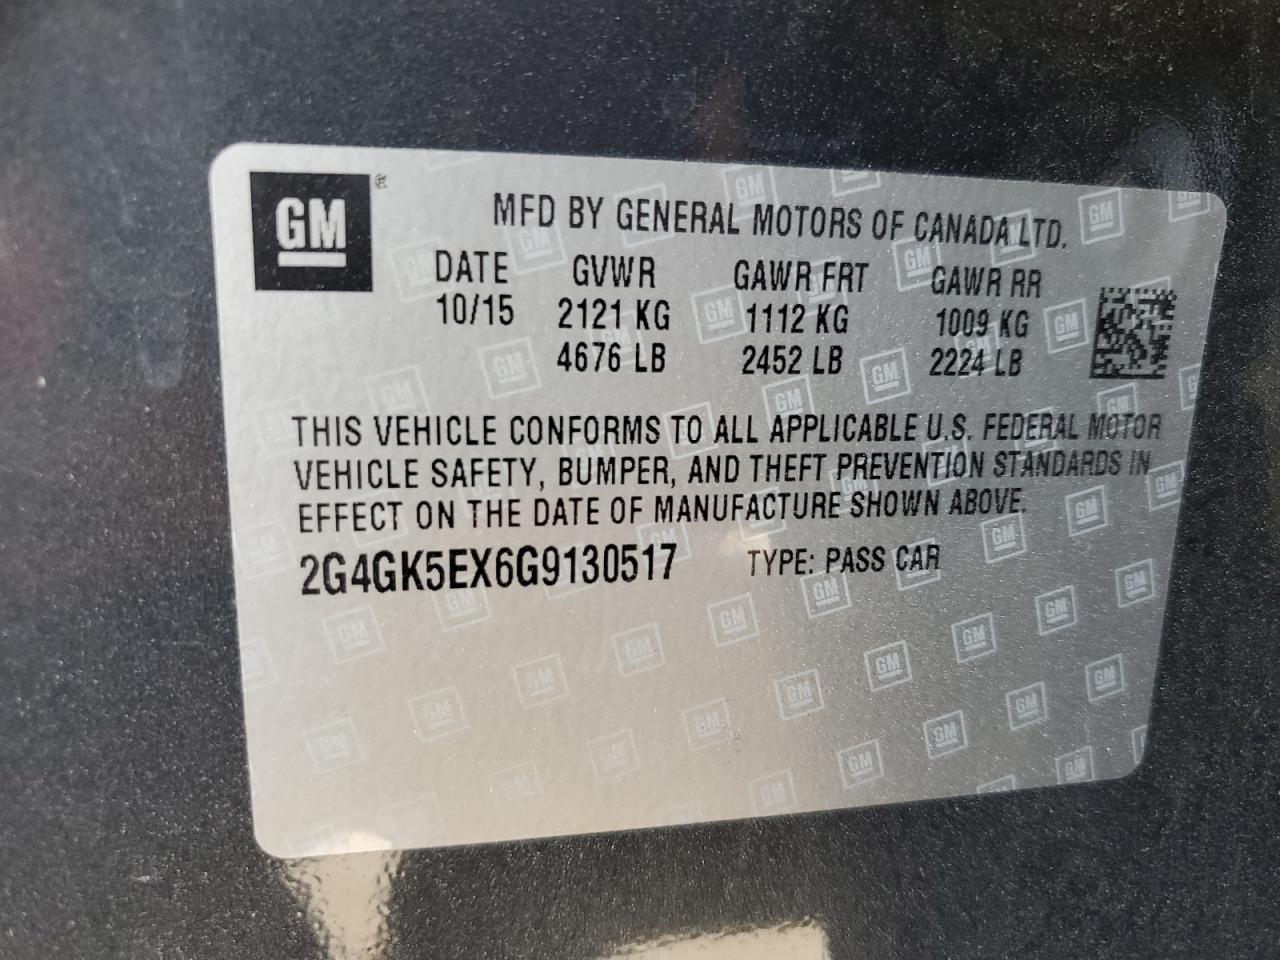 GM ®
MFD BY GENERAL MOTORS OF CANADA LTD.
DATE GVWR GAWR FRT GAWR RR
10/15 2121 KG 1112 KG 1009 KG
4676 LB 2452 LB 2224 LB
THIS VEHICLE CONFORMS TO ALL APPLICABLE U.S. FEDERAL MOTOR
VEHICLE SAFETY, BUMPER, AND THEFT PREVENTION STANDARDS IN
EFFECT ON THE DATE OF MANUFACTURE SHOWN ABOVE.
2G4GK5EX6G9130517 TYPE: PASS CAR